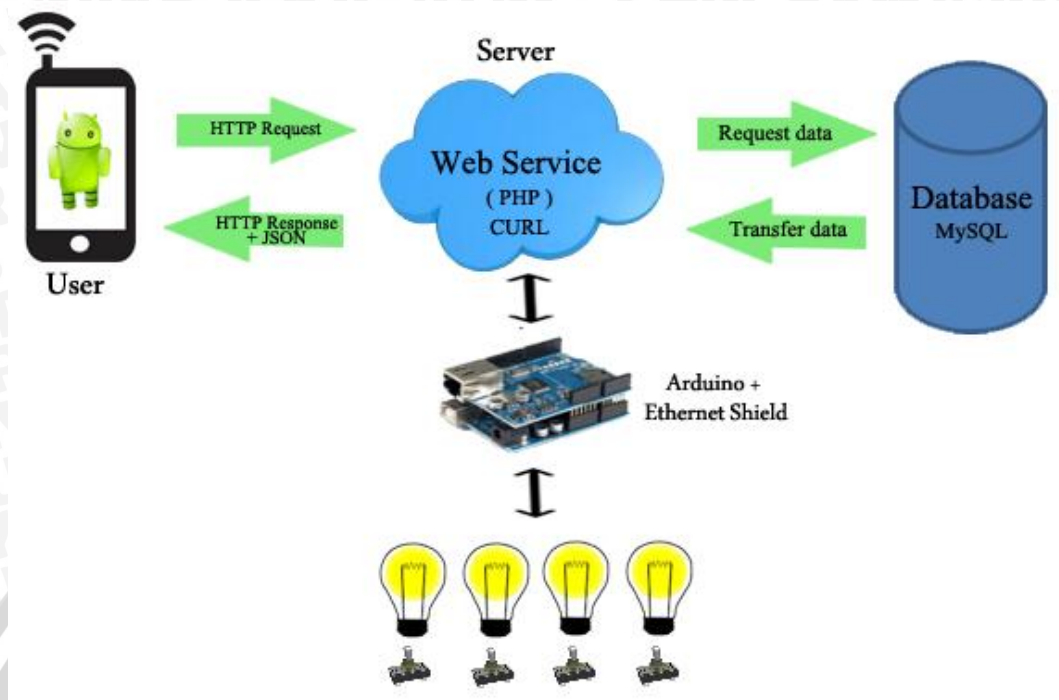 Server
HTTP Request
Request data
Web Service
( PHP )
CURL
Database
MySQL
HTTP Response
+ JSON
Transfer data
User
Arduino +
Ethernet Shield